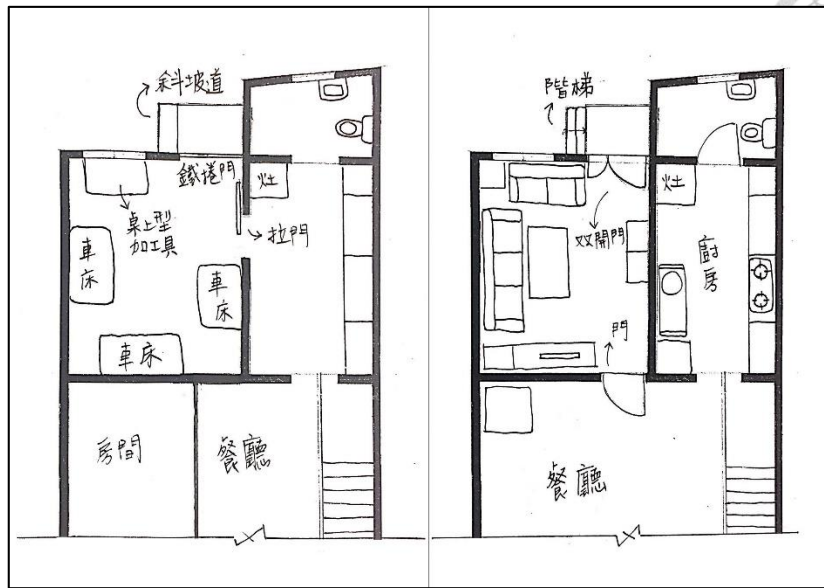 斜坡道
鐵捲門
灶
桌上型
加工具
拉門
車
床
車
床
車床
房間
餐廳
階梯
灶
双開門
廚
房
門
餐廳